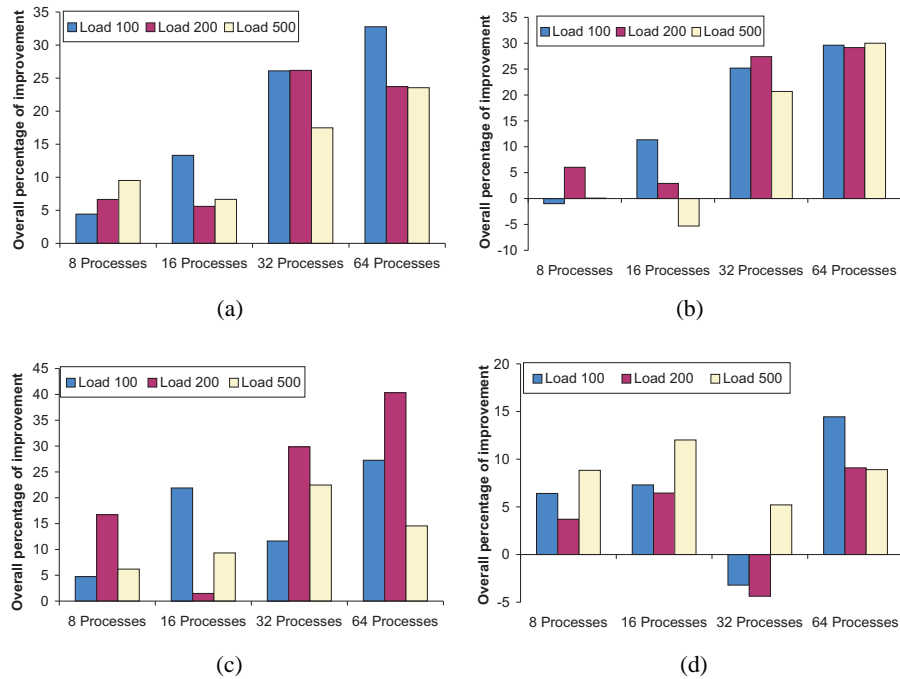 Overall percentage of improvement
35
30
25
20
15
10
5
0
Load 100 Load 200 Load 500
8 Processes 16 Processes 32 Processes 64 Processes
(a)
Overall percentage of improvement
35
30
25
20
15
10
5
0
-5
-10
Load 100 Load 200 Load 500
8 Processes 16 Processes 32 Processes 64 Processes
(b)
Overall percentage of improvement
45
40
35
30
25
20
15
10
5
0
Load 100 Load 200 Load 500
8 Processes 16 Processes 32 Processes 64 Processes
(c)
Overall percentage of improvement
20
15
10
5
0
-5
Load 100 Load 200 Load 500
8 Processes 16 Processes 32 Processes 64 Processes
(d)